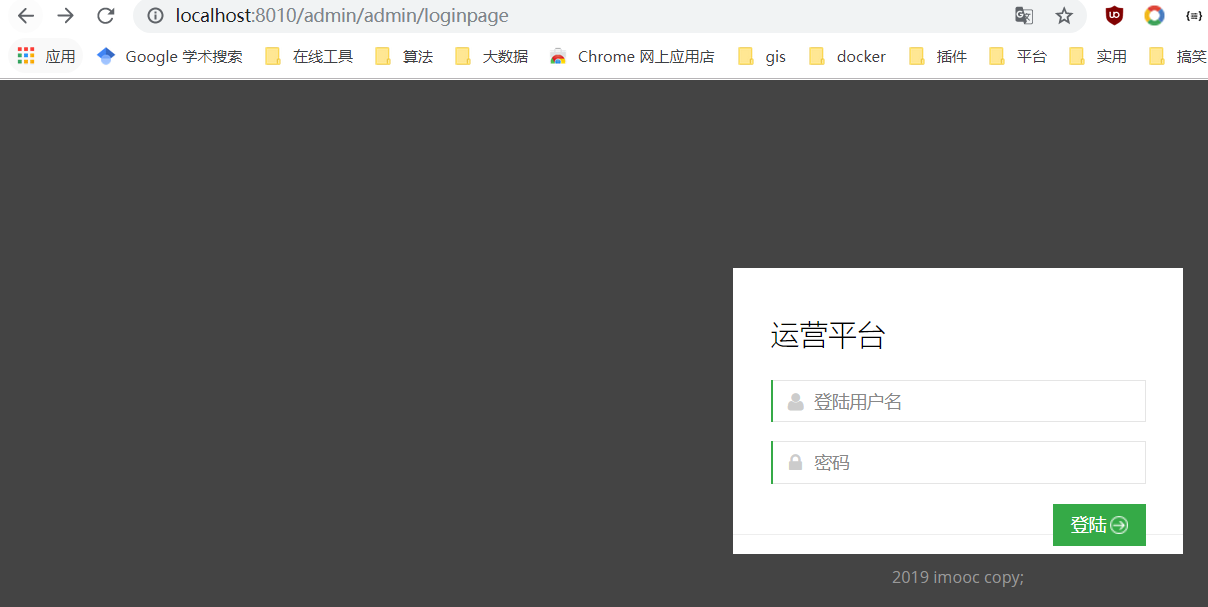 localhost:8010/admin/admin/loginpage
应用 Google 学术搜索 在线工具 算法 大数据 Chrome 网上应用店 gis docker 插件 平台 实用 搞笑
运营平台
登陆用户名
密码
登陆
2019 imooc copy;